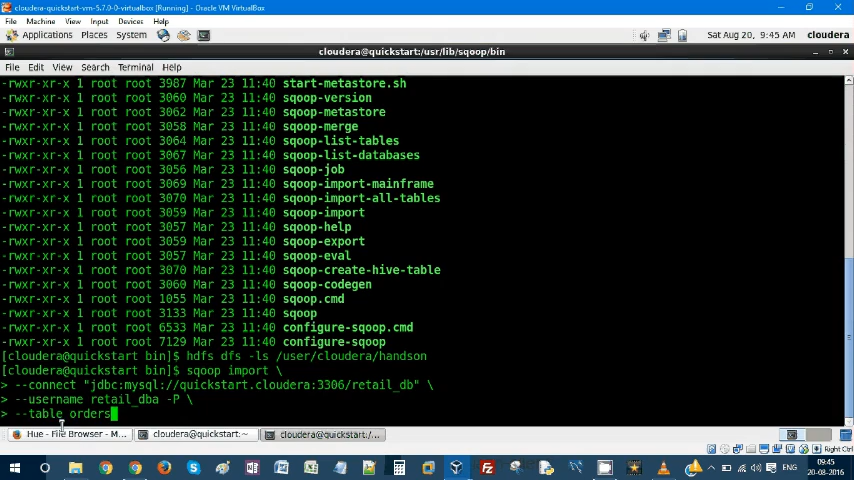 cloudera-quickstart-vm-5.7.0-0-virtualbox [Running] - Oracle VM VirtualBox
File Machine View Input Devices Help
Applications Places System Sat Aug 20, 9:45 AM cloudera
cloudera@quickstart:/usr/lib/sqoop/bin
File Edit View Search Terminal Help
-rwxr-xr-x 1 root root 3987 Mar 23 11:40 start-metastore.sh
-rwxr-xr-x 1 root root 3060 Mar 23 11:40 sqoop-version
-rwxr-xr-x 1 root root 3062 Mar 23 11:40 sqoop-metastore
-rwxr-xr-x 1 root root 3058 Mar 23 11:40 sqoop-merge
-rwxr-xr-x 1 root root 3064 Mar 23 11:40 sqoop-list-tables
-rwxr-xr-x 1 root root 3067 Mar 23 11:40 sqoop-list-databases
-rwxr-xr-x 1 root root 3056 Mar 23 11:40 sqoop-job
-rwxr-xr-x 1 root root 3069 Mar 23 11:40 sqoop-import-mainframe
-rwxr-xr-x 1 root root 3070 Mar 23 11:40 sqoop-import-all-tables
-rwxr-xr-x 1 root root 3059 Mar 23 11:40 sqoop-import
-rwxr-xr-x 1 root root 3057 Mar 23 11:40 sqoop-help
-rwxr-xr-x 1 root root 3059 Mar 23 11:40 sqoop-export
-rwxr-xr-x 1 root root 3057 Mar 23 11:40 sqoop-eval
-rwxr-xr-x 1 root root 3070 Mar 23 11:40 sqoop-create-hive-table
-rwxr-xr-x 1 root root 3060 Mar 23 11:40 sqoop-codegen
-rwxr-xr-x 1 root root 1055 Mar 23 11:40 sqoop.cmd
-rwxr-xr-x 1 root root 3133 Mar 23 11:40 sqoop
-rwxr-xr-x 1 root root 6533 Mar 23 11:40 configure-sqoop.cmd
-rwxr-xr-x 1 root root 7129 Mar 23 11:40 configure-sqoop
[cloudera@quickstart bin]$ hdfs dfs -ls /user/cloudera/handson
[cloudera@quickstart bin]$ sqoop import \
> --connect "jdbc:mysql://quickstart.cloudera:3306/retail_db" \
> --username retail_dba -P \
> --table orders
Hue - File Browser - M... cloudera@quickstart:~ cloudera@quickstart:/...
Right Ctrl
ENG
09:45
20-08-2016